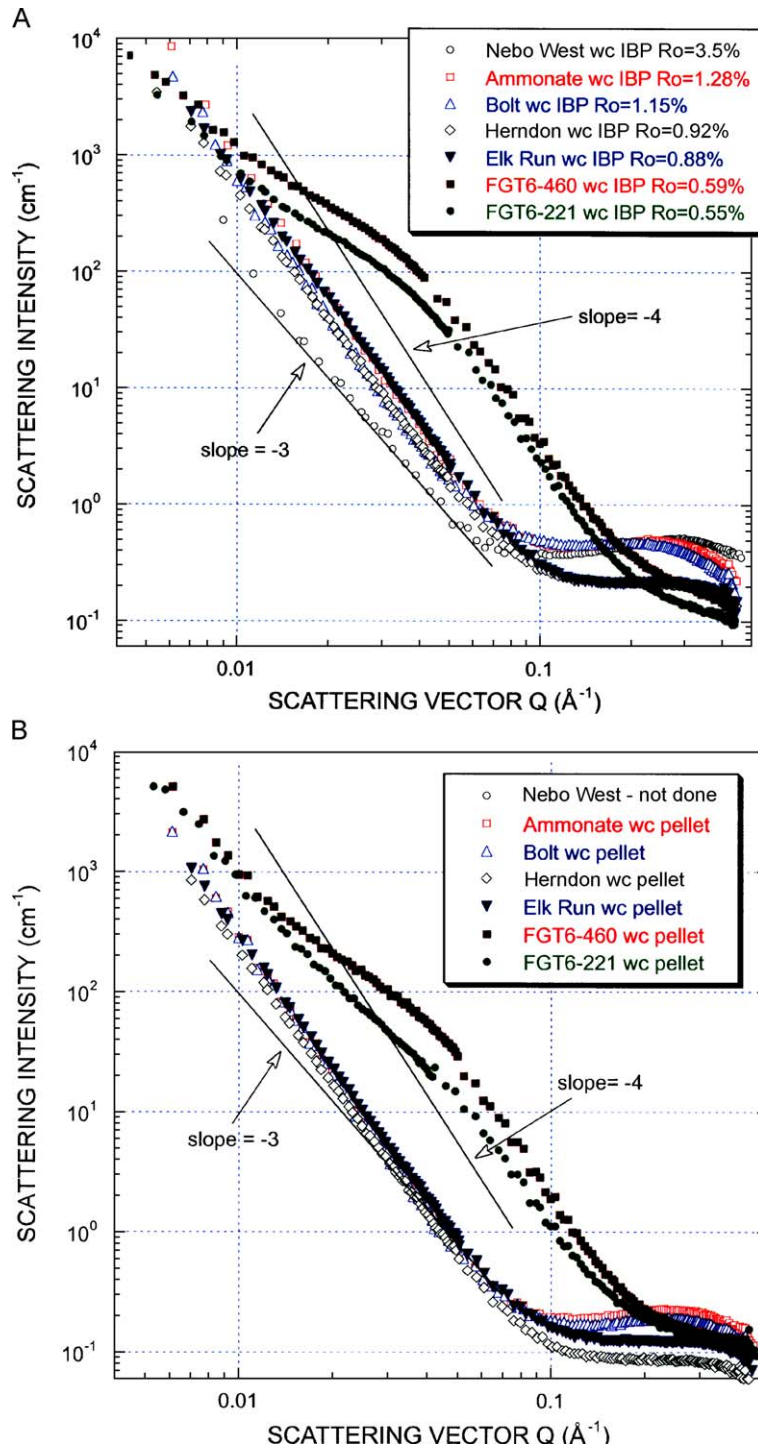 A
Nebo West wc IBP Ro=3.5%
Ammonate wc IBP Ro=1.28%
Bolt wc IBP Ro=1.15%
Herndon wc IBP Ro=0.92%
Elk Run wc IBP Ro=0.88%
FGT6-460 wc IBP Ro=0.59%
FGT6-221 wc IBP Ro=0.55%
10^4
10^3
10^2
10^1
10^0
10^-1
SCATTERING INTENSITY (cm^-1)
slope= -4
slope = -3
0.01
0.1
SCATTERING VECTOR Q (Å^-1)
B
Nebo West - not done
Ammonate wc pellet
Bolt wc pellet
Herndon wc pellet
Elk Run wc pellet
FGT6-460 wc pellet
FGT6-221 wc pellet
10^4
10^3
10^2
10^1
10^0
10^-1
SCATTERING INTENSITY (cm^-1)
slope= -4
slope = -3
0.01
0.1
SCATTERING VECTOR Q (Å^-1)